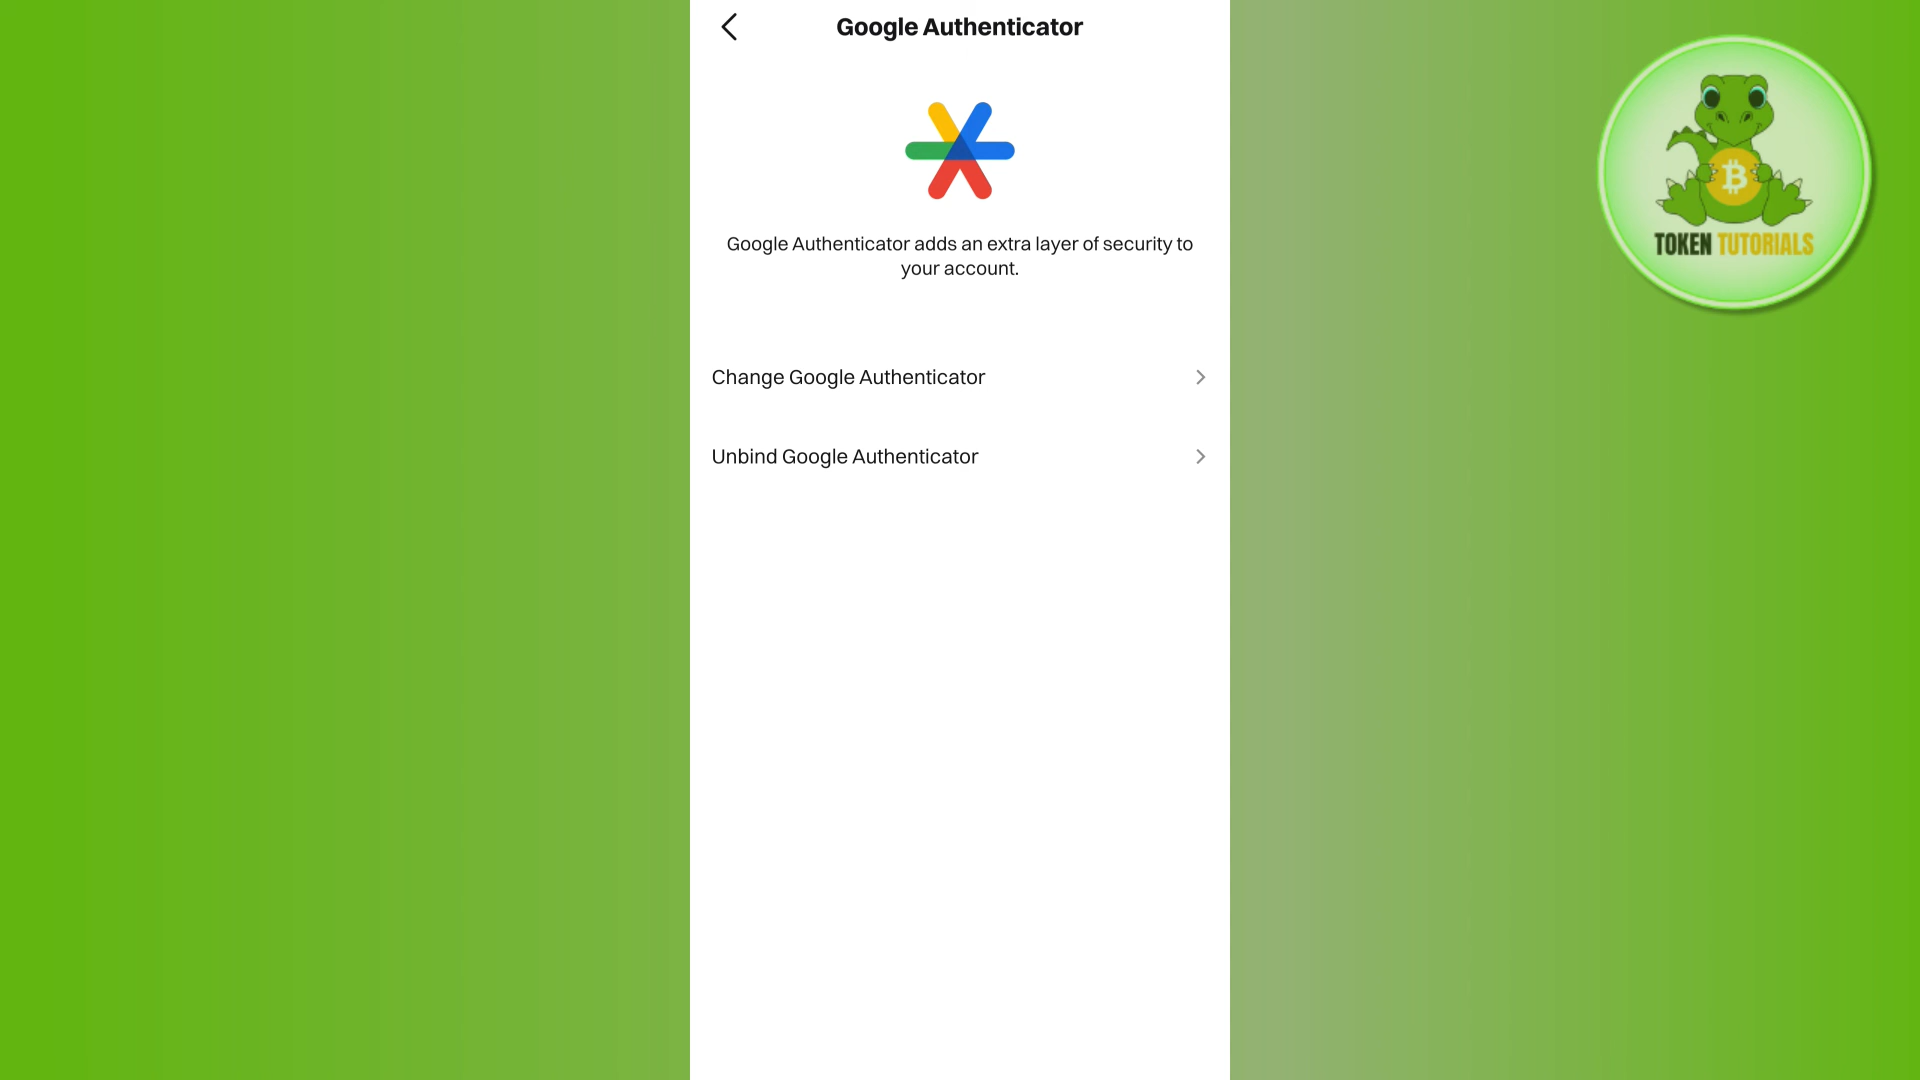 Google Authenticator
Google Authenticator adds an extra layer of security to
your account.
Change Google Authenticator
Unbind Google Authenticator
TOKEN TUTORIALS